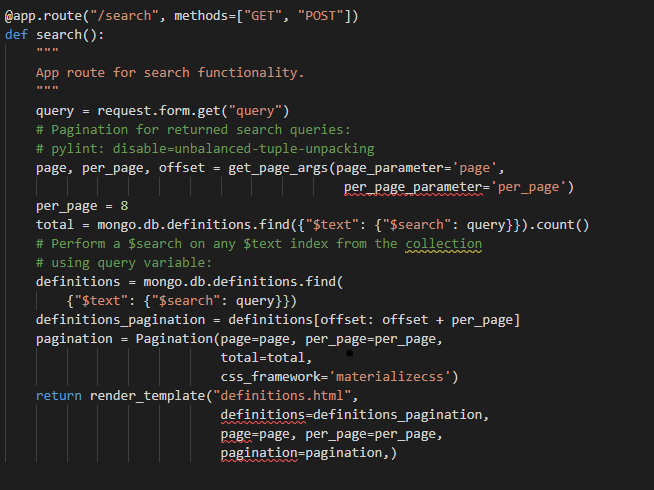 @app.route("/search", methods=["GET", "POST"])
def search():
    """
    App route for search functionality.
    """
    query = request.form.get("query")
    # Pagination for returned search queries:
    # pylint: disable=unbalanced-tuple-unpacking
    page, per_page, offset = get_page_args(page_parameter='page',
                                            per_page_parameter='per_page')
    per_page = 8
    total = mongo.db.definitions.find({"$text": {"$search": query}}).count()
    # Perform a $search on any $text index from the collection
    # using query variable:
    definitions = mongo.db.definitions.find(
        {"$text": {"$search": query}})
    definitions_pagination = definitions[offset: offset + per_page]
    pagination = Pagination(page=page, per_page=per_page,
                            total=total,
                            css_framework='materializecss')
    return render_template("definitions.html",
                            definitions=definitions_pagination,
                            page=page, per_page=per_page,
                            pagination=pagination,)